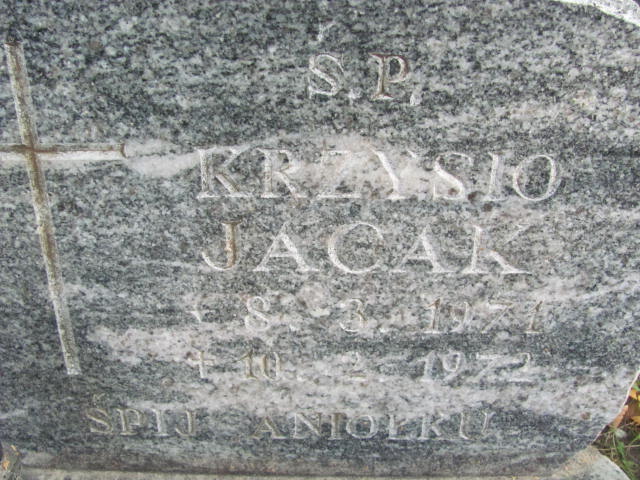 Ś.P.
KRZYSIO
JACAK
* 8. 3. 1971
+ 10. 2. 1972
ŚPIJ ANIOŁKU